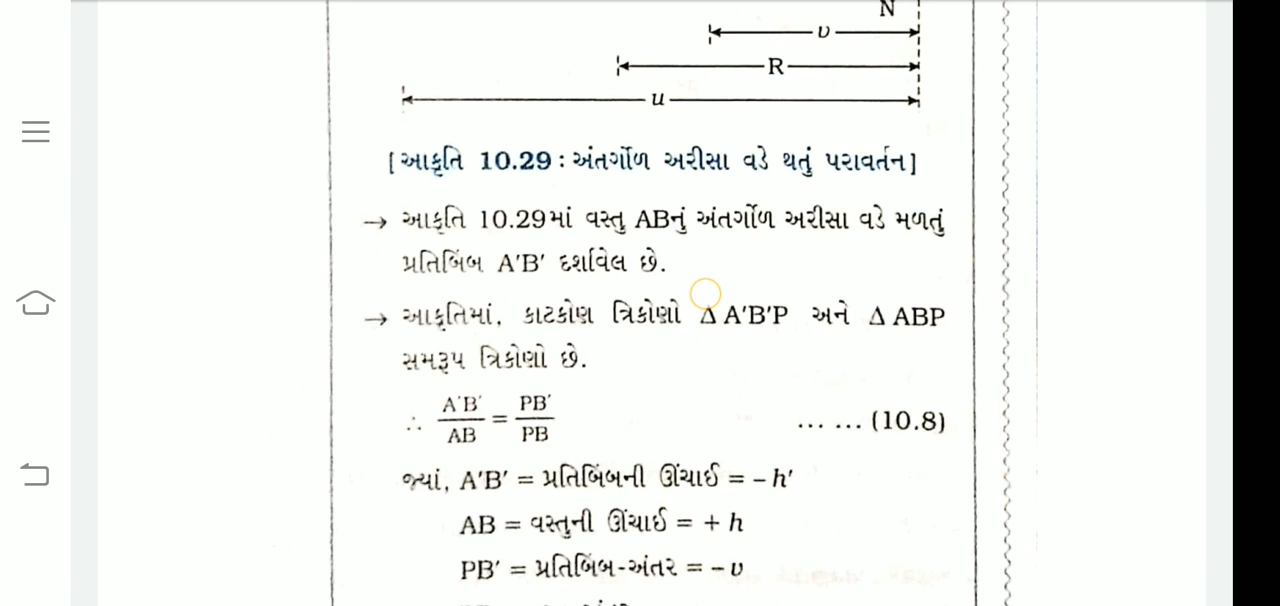 N
υ
R
u
[આકૃતિ 10.29 : અંતર્ગોળ અરીસા વડે થતું પરાવર્તન]
→ આકૃતિ 10.29માં વસ્તુ ABનું અંતર્ગોળ અરીસા વડે મળતું
પ્રતિબિંબ A′B′ દર્શાવેલ છે.
→ આકૃતિમાં, કાટકોણ ત્રિકોણો Δ A′B′P અને Δ ABP
સમરૂપ ત્રિકોણો છે.
∴ A′B′/AB = PB′/PB ... ... (10.8)
જ્યાં, A′B′ = પ્રતિબિંબની ઊંચાઈ = – h′
AB = વસ્તુની ઊંચાઈ = + h
PB′ = પ્રતિબિંબ-અંતર = – υ